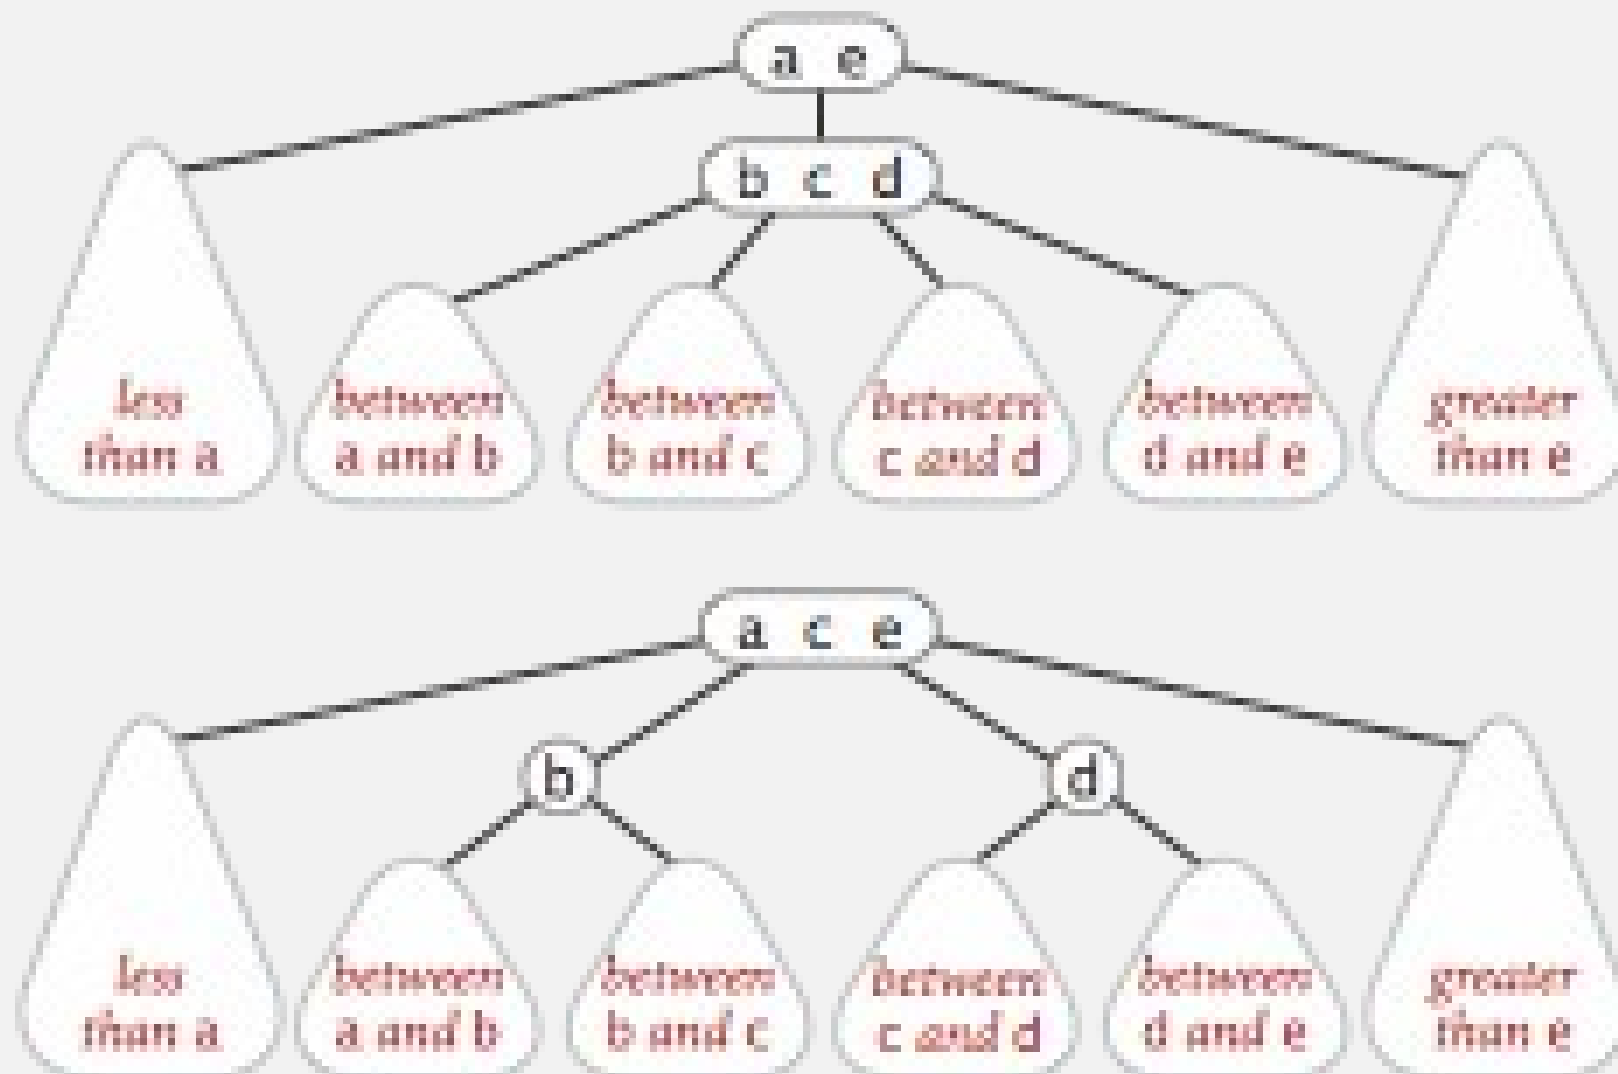 a e
b c d
less
than a
between
a and b
between
b and c
between
c and d
between
d and e
greater
than e
a c e
b
d
less
than a
between
a and b
between
b and c
between
c and d
between
d and e
greater
than e